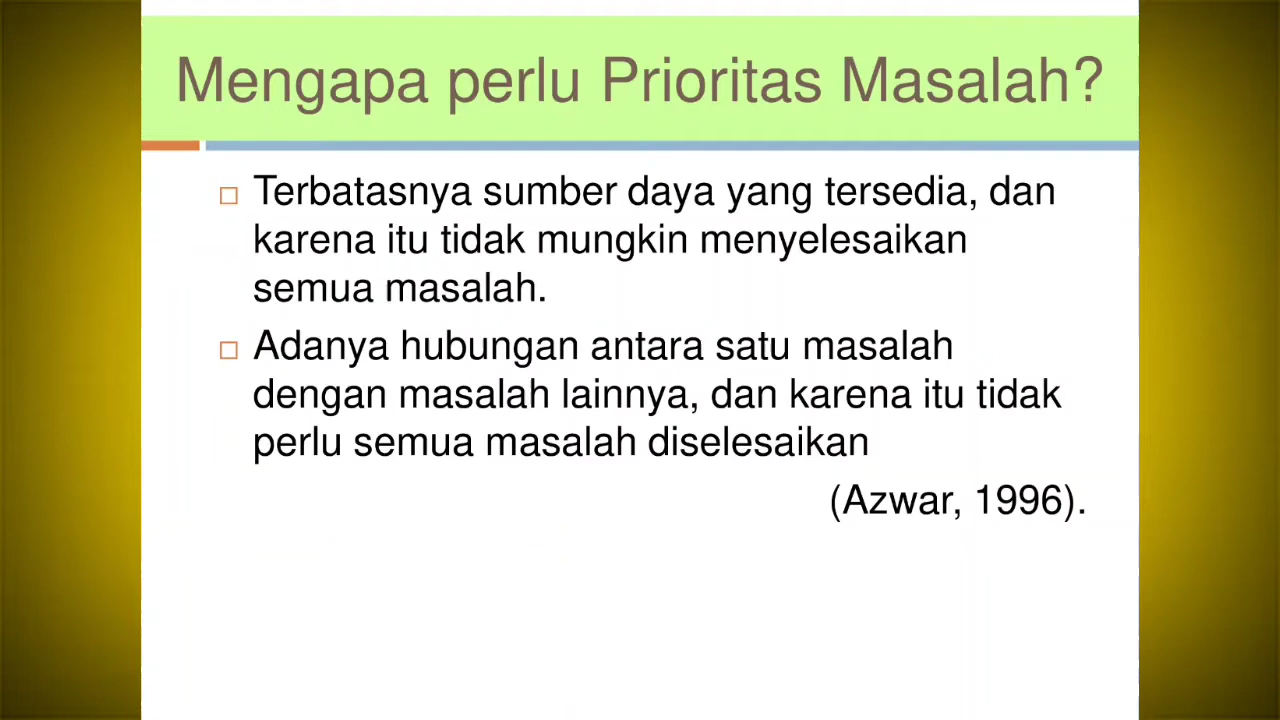 Mengapa perlu Prioritas Masalah?
Terbatasnya sumber daya yang tersedia, dan
karena itu tidak mungkin menyelesaikan
semua masalah.
Adanya hubungan antara satu masalah
dengan masalah lainnya, dan karena itu tidak
perlu semua masalah diselesaikan
(Azwar, 1996).